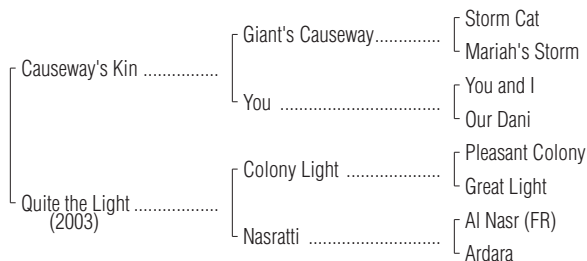 Storm Cat
Giant's Causeway..............
Mariah's Storm
Causeway's Kin ................
You and I
You ..................................
Our Dani
Pleasant Colony
Colony Light ....................
Great Light
Quite the Light .................
(2003)
Al Nasr (FR)
Nasratti ............................
Ardara